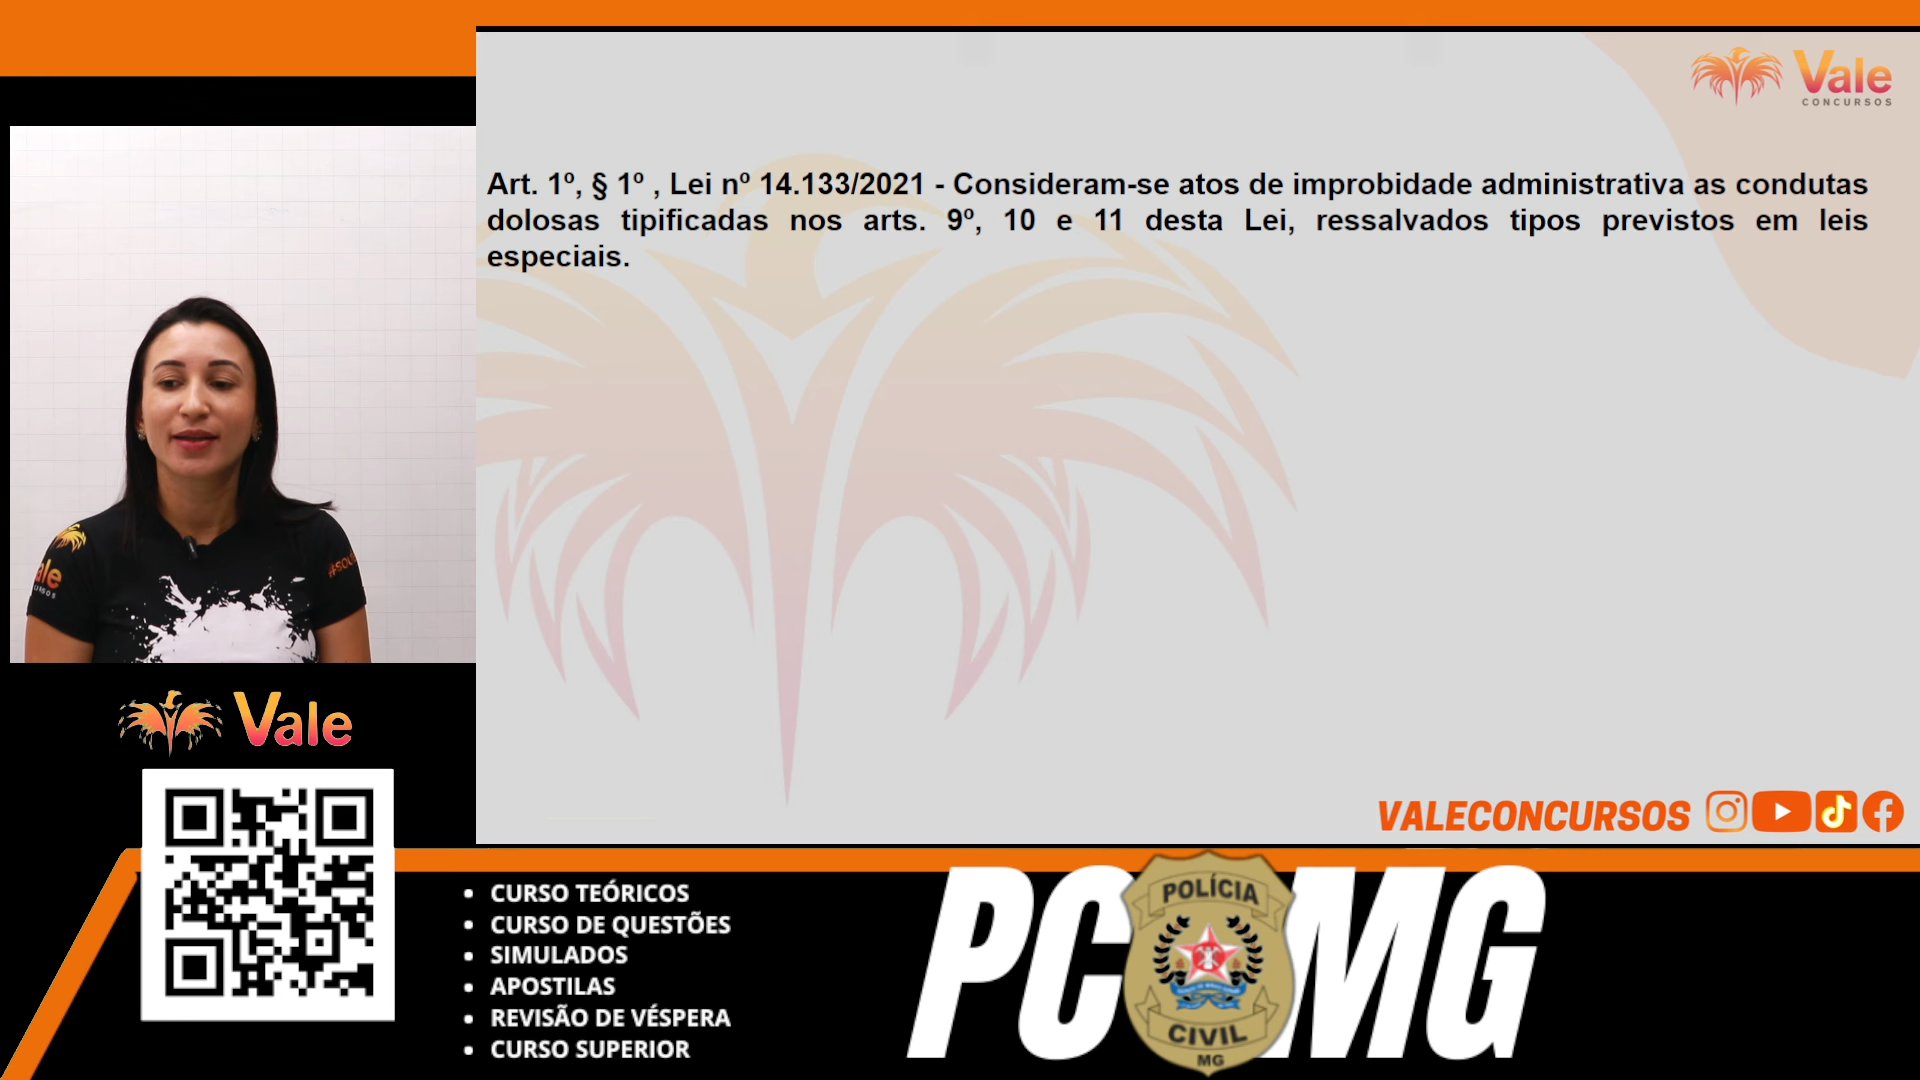 Vale
CONCURSOS
Art. 1º, § 1º , Lei nº 14.133/2021 - Consideram-se atos de improbidade administrativa as condutas
dolosas tipificadas nos arts. 9º, 10 e 11 desta Lei, ressalvados tipos previstos em leis
especiais.
ale
#SOU
Vale
VALECONCURSOS
• CURSO TEÓRICOS
• CURSO DE QUESTÕES
• SIMULADOS
• APOSTILAS
• REVISÃO DE VÉSPERA
• CURSO SUPERIOR
PC MG
POLÍCIA
CIVIL
MG